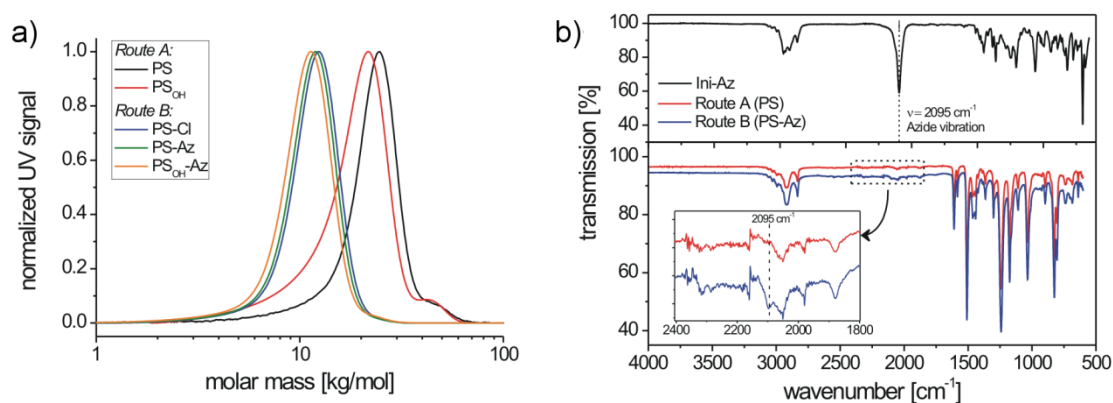 a)
normalized UV signal
1.0
0.8
0.6
0.4
0.2
0.0
Route A:
PS
PSOH
Route B:
PS-Cl
PS-Az
PSOH-Az
1
10
100
molar mass [kg/mol]
b)
transmission [%]
100
80
60
40
Ini-Az
Route A (PS)
Route B (PS-Az)
ν= 2095 cm-1
Azide vibration
100
80
60
40
2095 cm-1
2400
2200
2000
1800
4000
3500
3000
2500
2000
1500
1000
500
wavenumber [cm-1]